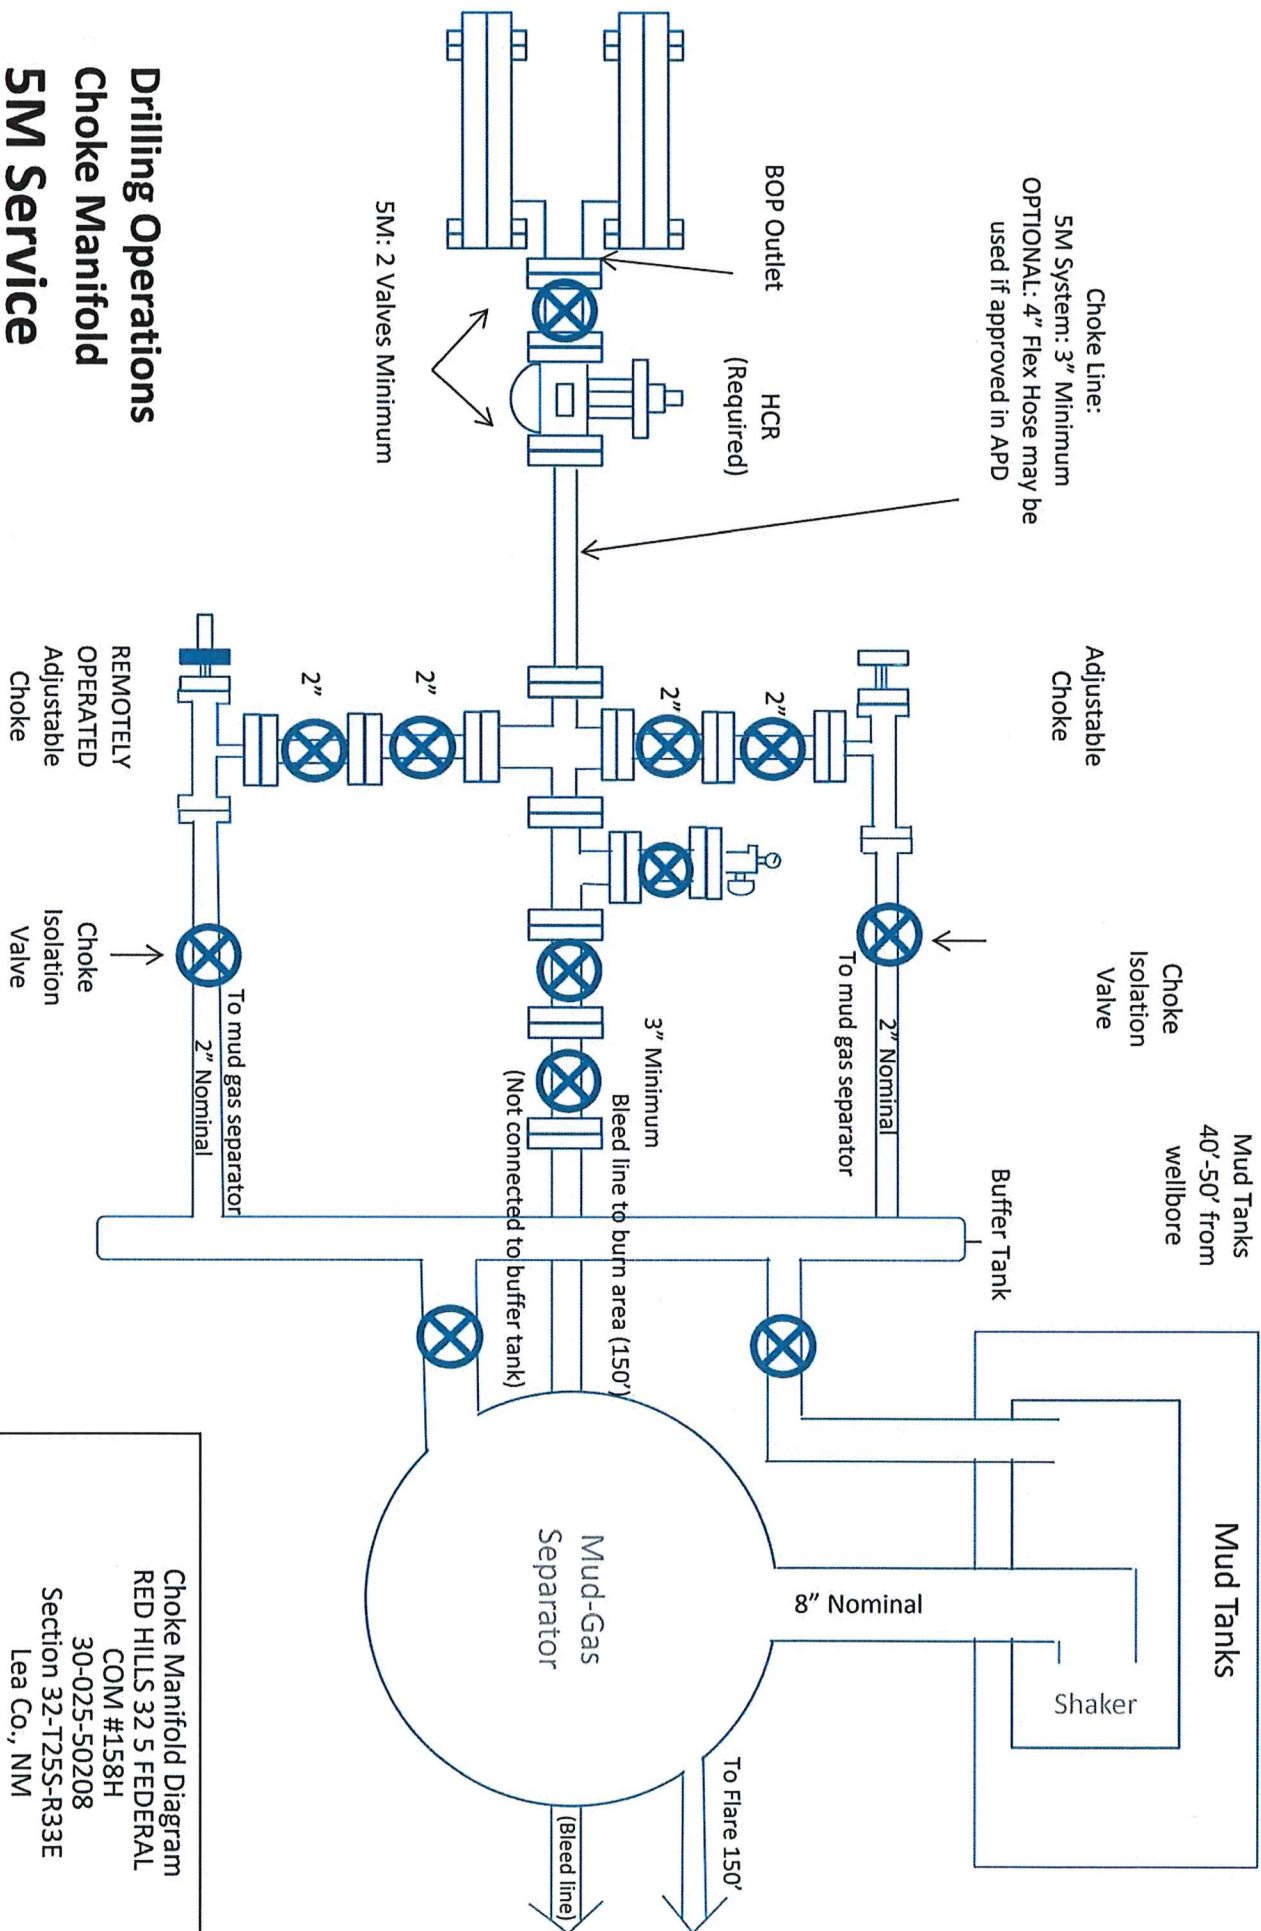 Drilling Operations
Choke Manifold
5M Service
Choke Line:
5M System: 3” Minimum
OPTIONAL: 4” Flex Hose may be
used if approved in APD
BOP Outlet
HCR
(Required)
5M: 2 Valves Minimum
Adjustable
Choke
2”
2”
2”
2”
REMOTELY
OPERATED
Adjustable
Choke
Choke
Isolation
Valve
2” Nominal
To mud gas separator
3” Minimum
Bleed line to burn area (150’)
(Not connected to buffer tank)
To mud gas separator
2” Nominal
Choke
Isolation
Valve
Mud Tanks
40’-50’ from
wellbore
Buffer Tank
Mud Tanks
Shaker
8” Nominal
Mud-Gas
Separator
To Flare 150’
(Bleed line)
Choke Manifold Diagram
RED HILLS 32 5 FEDERAL
COM #158H
30-025-50208
Section 32-T25S-R33E
Lea Co., NM